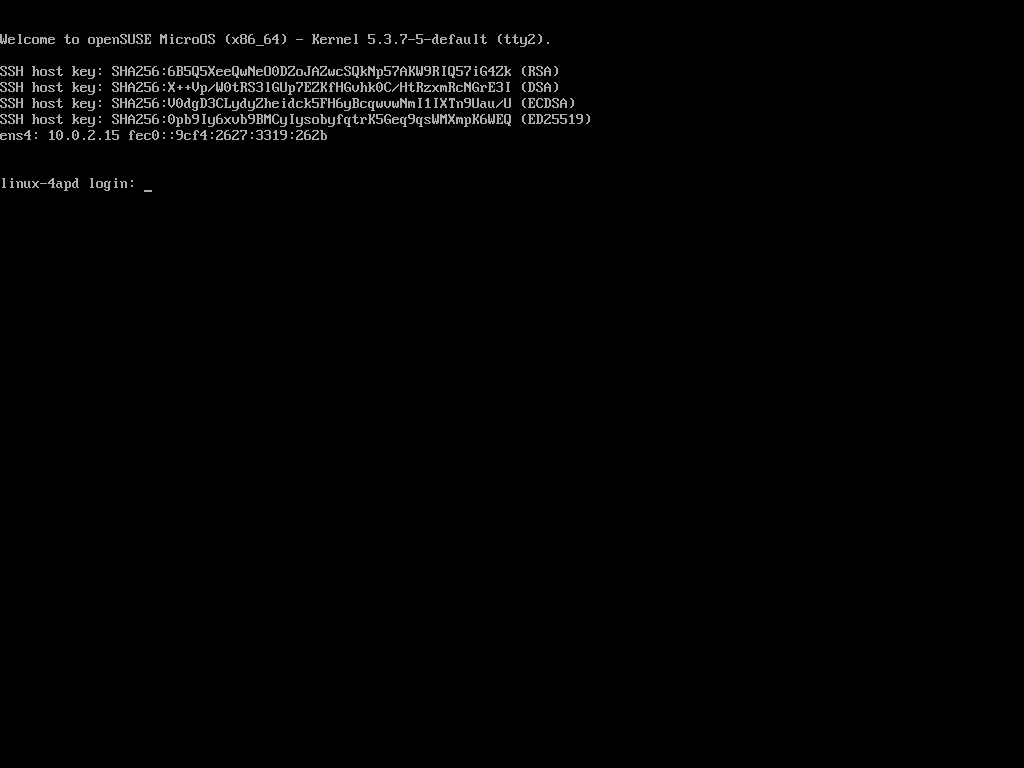 Welcome to openSUSE MicroOS (x86_64) - Kernel 5.3.7-5-default (tty2).
SSH host key: SHA256:6B5Q5XeeQwNeO0DZoJAZwcSQkNp57AKW9RIQ57iG4Zk (RSA)
SSH host key: SHA256:X++Vp/W0tRS3lGUp7EZKfHGvhk0C/HtRzxmRcNGrE3I (DSA)
SSH host key: SHA256:V0dgD3CLydyZheidck5FH6yBcqwvwNmI1IXTn9Uau/U (ECDSA)
SSH host key: SHA256:0pb9Iy6xvb9BMCyIysobyfqtrK5Geq9qsWMXmpK6WEQ (ED25519)
ens4: 10.0.2.15 fec0::9cf4:2627:3319:262b
linux-4apd login: _